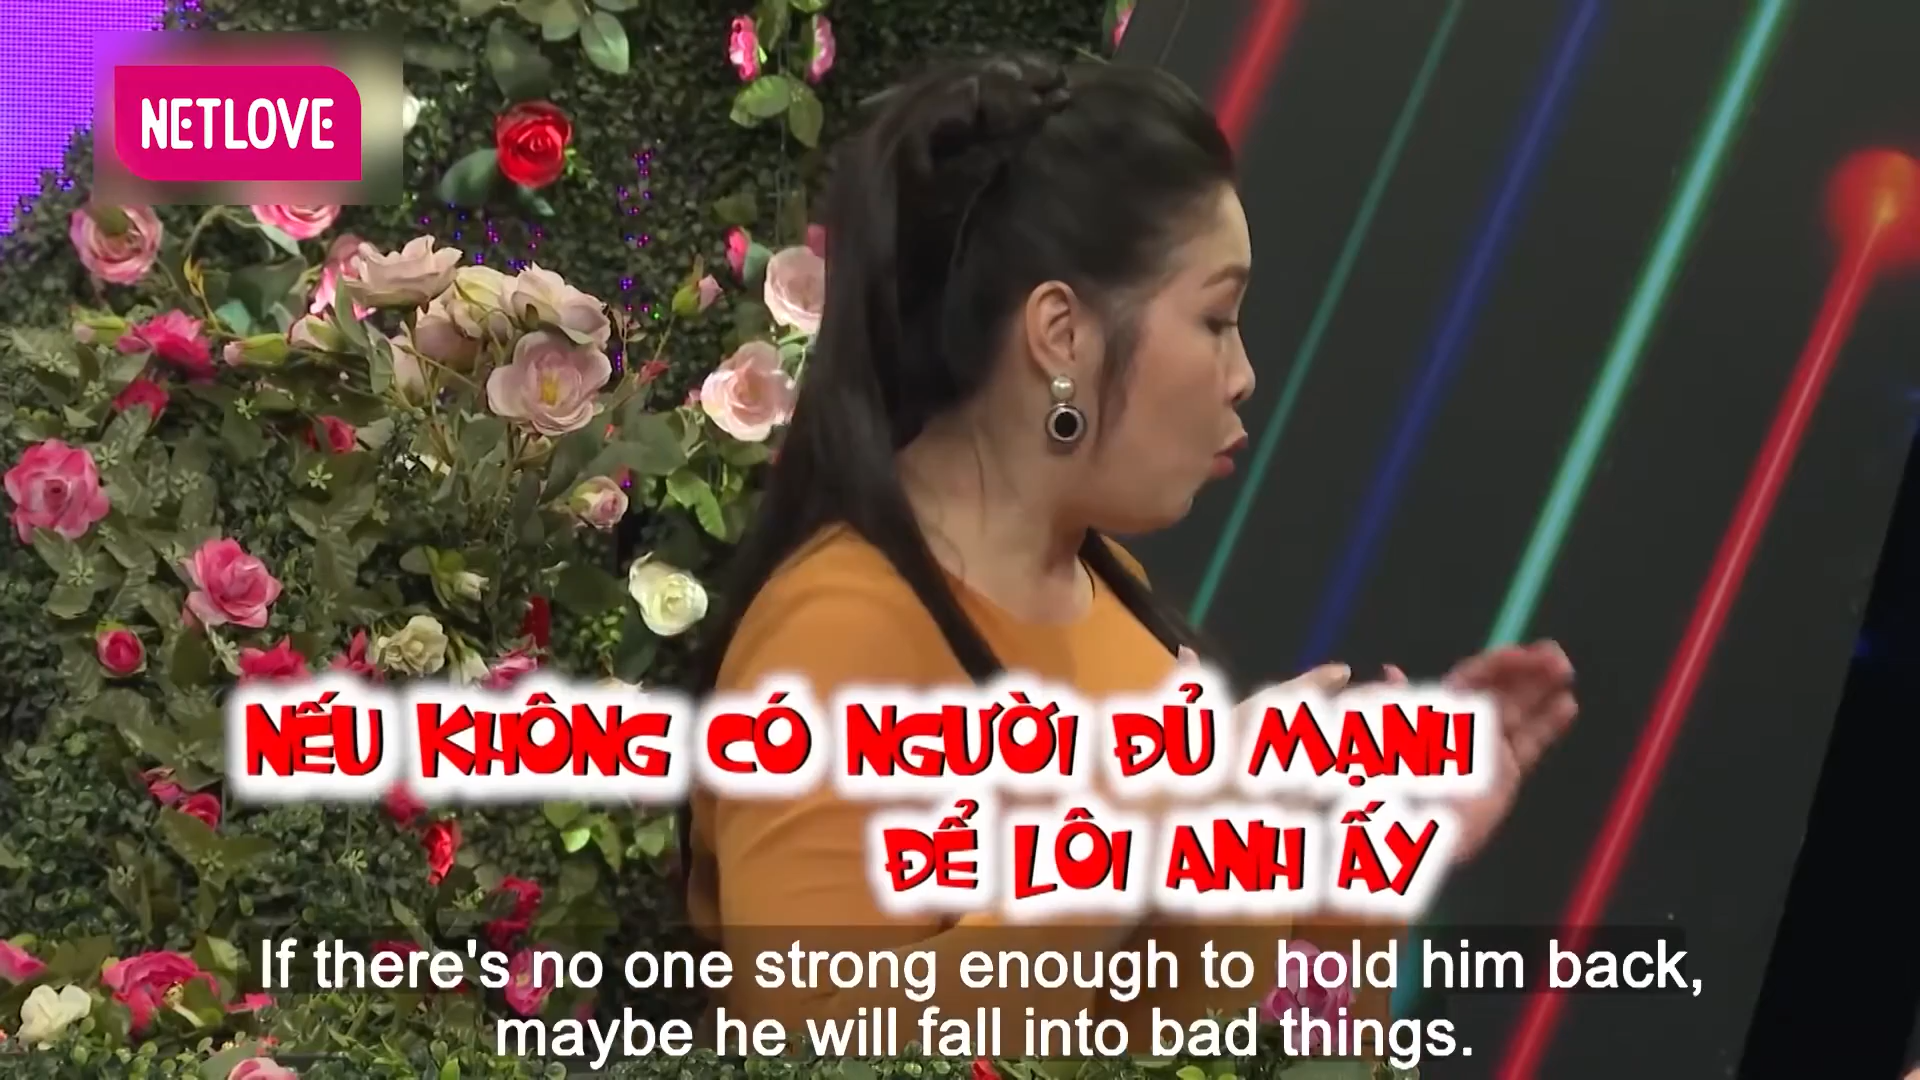 NETLOVE
NẾU KHÔNG CÓ NGƯỜI ĐỦ MẠNH
ĐỂ LÔI ANH ẤY
If there's no one strong enough to hold him back,
maybe he will fall into bad things.